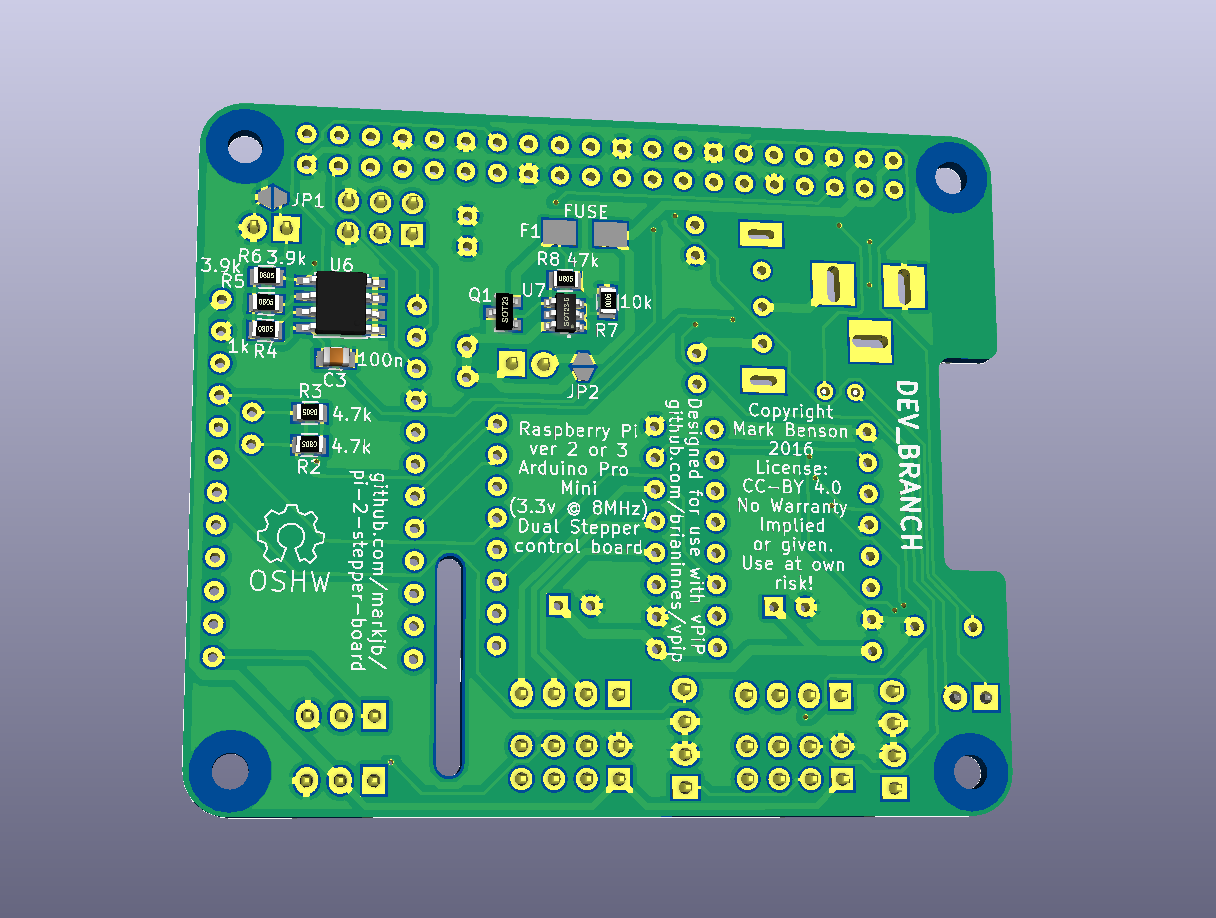 JP1
FUSE
F1
R6 3.9k
3.9k
U6
R8 47k
R5
U7
Q1
10k
R7
1k
R4
100n
C3
JP2
R3
4.7k
4.7k
R2
0805
0805
0805
0805
0805
SOT23
SOT23-6
github.com/markjb/
pi-2-stepper-board
OSHW
Raspberry Pi
ver 2 or 3
Arduino Pro
Mini
(3.3v @ 8MHz)
Dual Stepper
control board
Designed for use with vPiP
github.com/brianinnes/vpip
Copyright
Mark Benson
2016
License:
CC-BY 4.0
No Warranty
Implied
or given.
Use at own
risk!
DEV_BRANCH